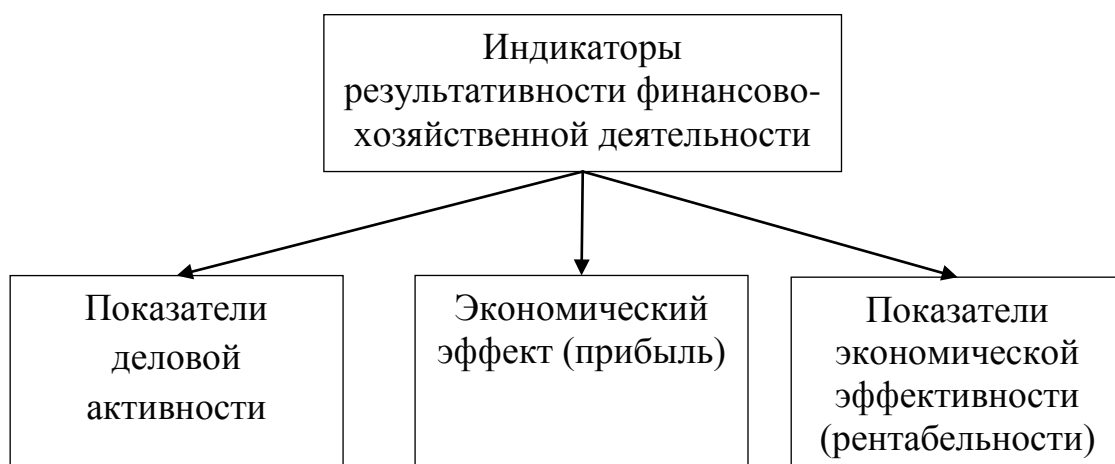 Индикаторы
результативности финансово-
хозяйственной деятельности
Показатели
деловой
активности
Экономический
эффект (прибыль)
Показатели
экономической
эффективности
(рентабельности)